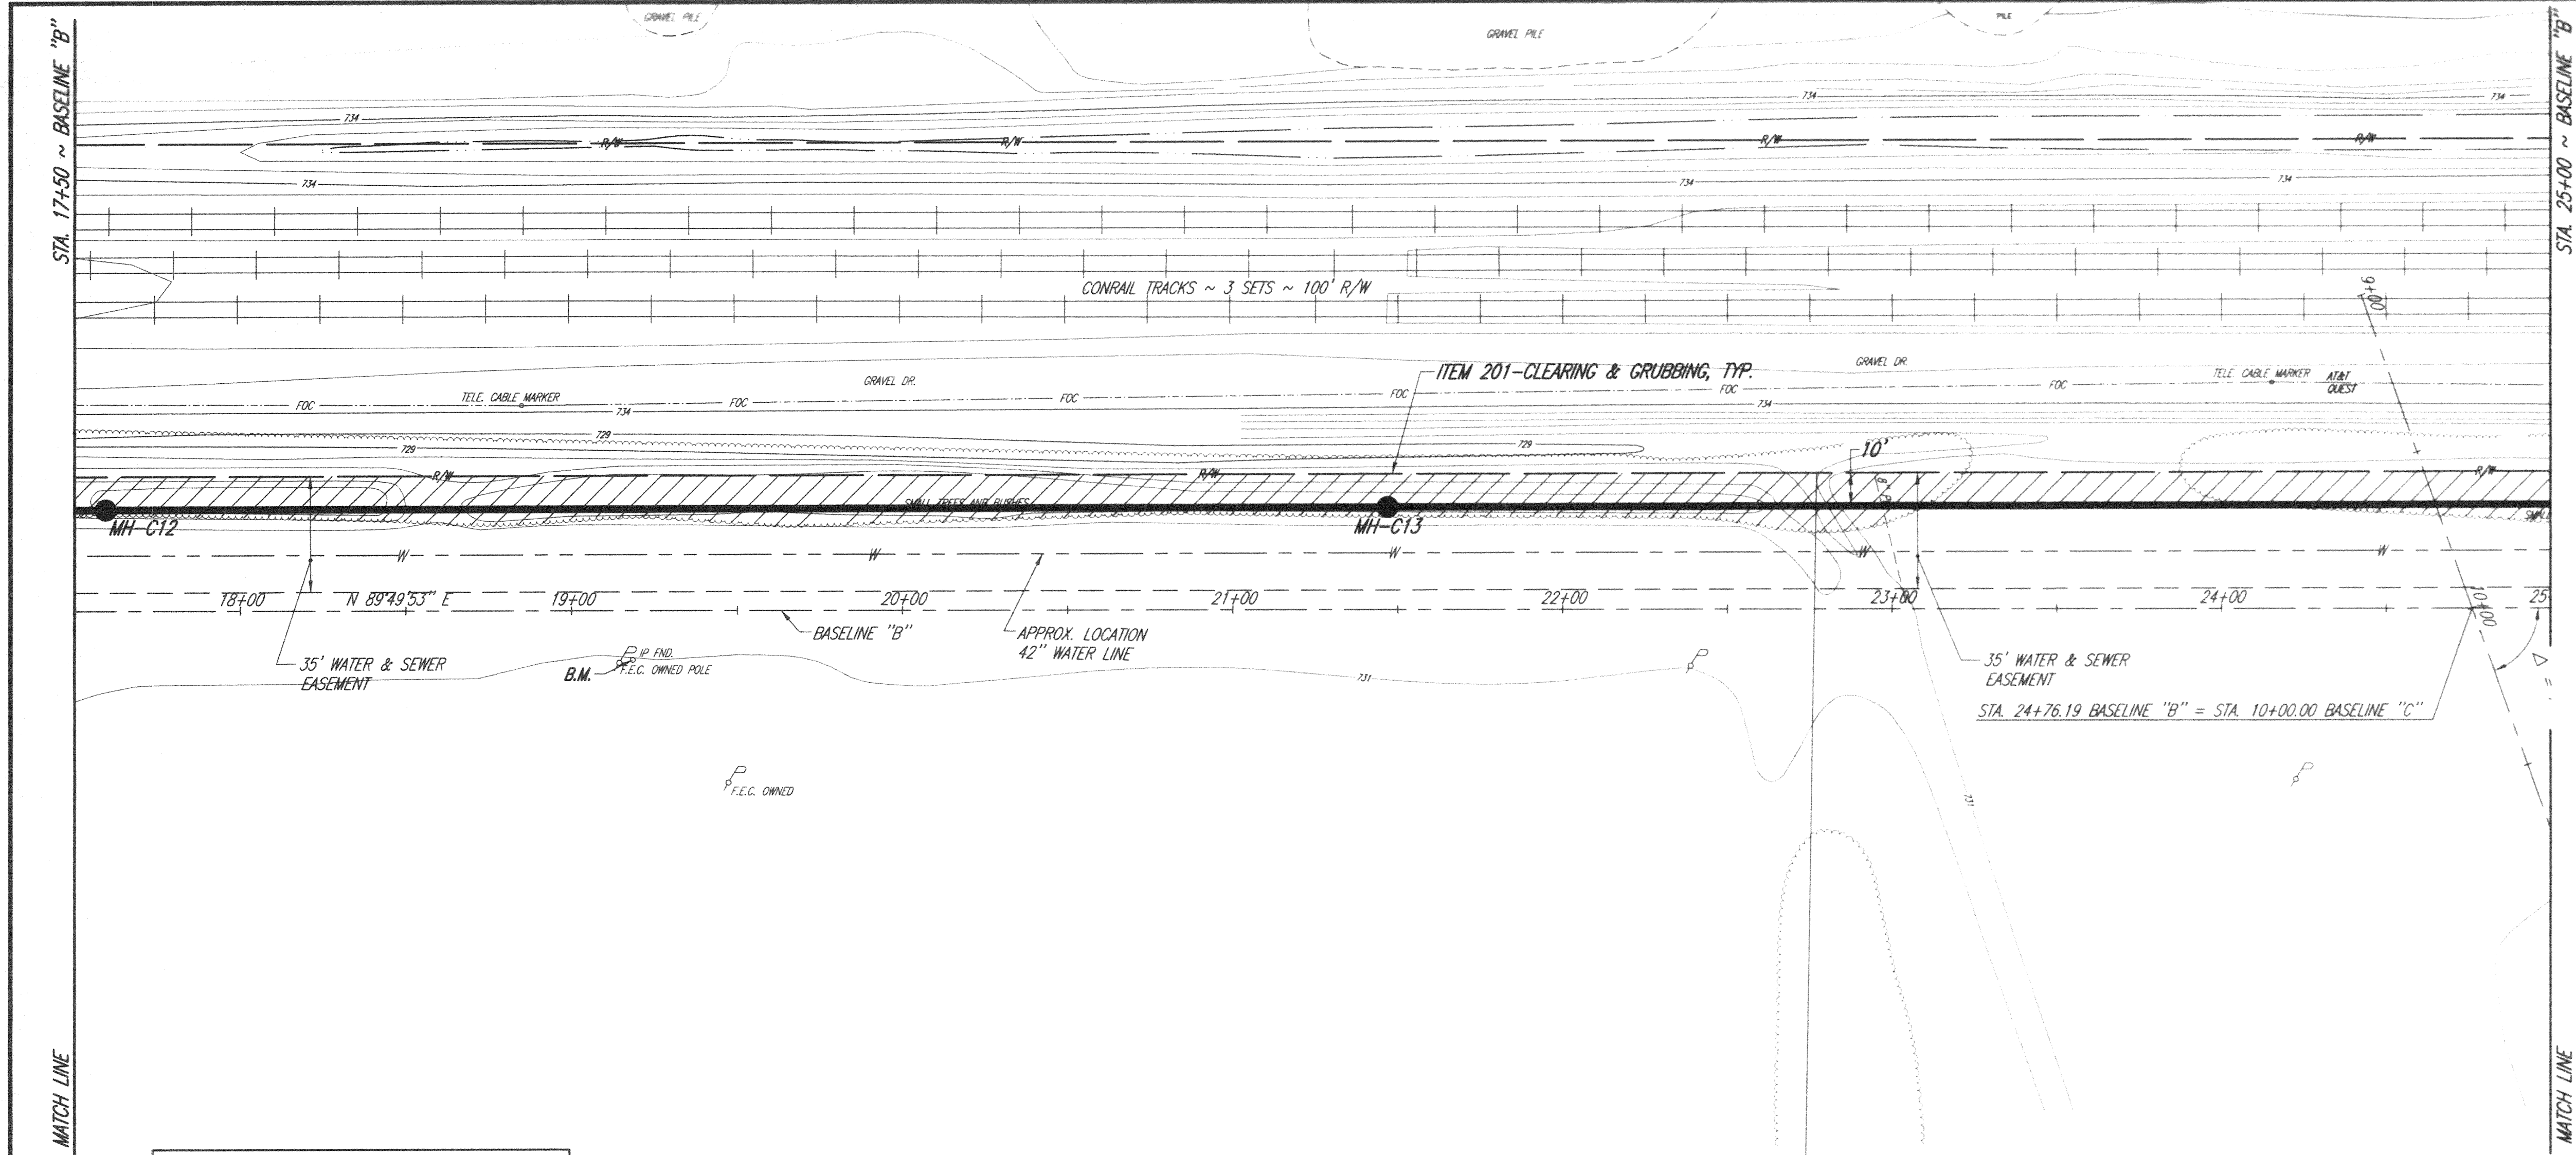 GRAVEL PILE
GRAVEL PILE
PILE
STA. 17+50 ~ BASELINE "B"
STA. 25+00 ~ BASELINE "B"
734
734
734
R/W
R/W
R/W
R/W
734
734
734
CONRAIL TRACKS ~ 3 SETS ~ 100' R/W
9+00
ITEM 201-CLEARING & GRUBBING, TYP.
GRAVEL DR.
GRAVEL DR.
TELE. CABLE MARKER
AT&T
QUEST
FOC
TELE. CABLE MARKER
FOC
FOC
FOC
FOC
FOC
734
734
729
729
729
10'
R/W
R/W
R/W
8"
SMALL TREES AND BUSHES
SMALL
MH-C12
MH-C13
W
W
W
W
W
18+00
N 89°49'53" E
19+00
20+00
21+00
22+00
23+00
24+00
25
10+00
BASELINE "B"
APPROX. LOCATION
42" WATER LINE
35' WATER & SEWER
EASEMENT
IP FND.
B.M.
F.E.C. OWNED POLE
731
35' WATER & SEWER
EASEMENT
Δ =
STA. 24+76.19 BASELINE "B" = STA. 10+00.00 BASELINE "C"
F.E.C. OWNED
731
MATCH LINE
MATCH LINE